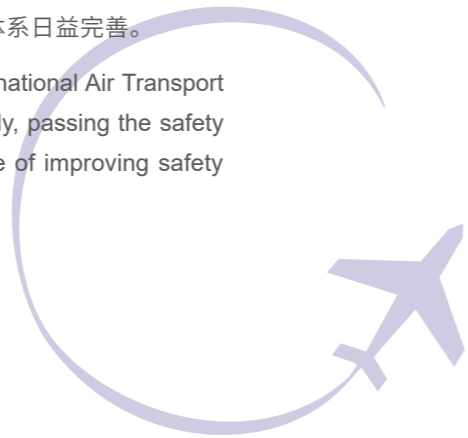 体系日益完善。
national Air Transport
ly, passing the safety
e of improving safety